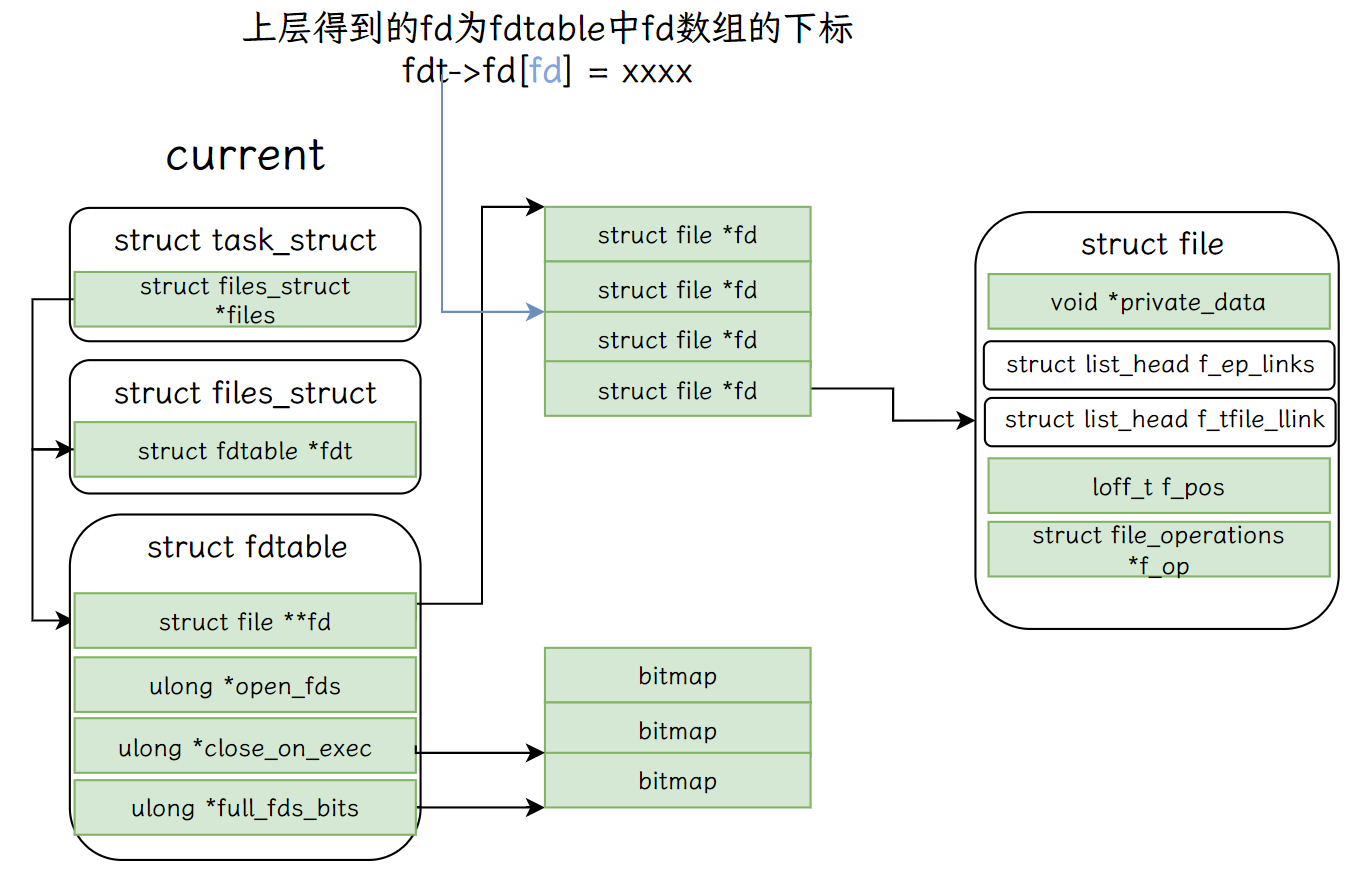 上层得到的fd为fdtable中fd数组的下标
fdt->fd[fd] = xxxx
current
struct task_struct
struct files_struct
*files
struct files_struct
struct fdtable *fdt
struct fdtable
struct file **fd
ulong *open_fds
ulong *close_on_exec
ulong *full_fds_bits
struct file *fd
struct file *fd
struct file *fd
struct file *fd
bitmap
bitmap
bitmap
struct file
void *private_data
struct list_head f_ep_links
struct list_head f_tfile_llink
loff_t f_pos
struct file_operations
*f_op